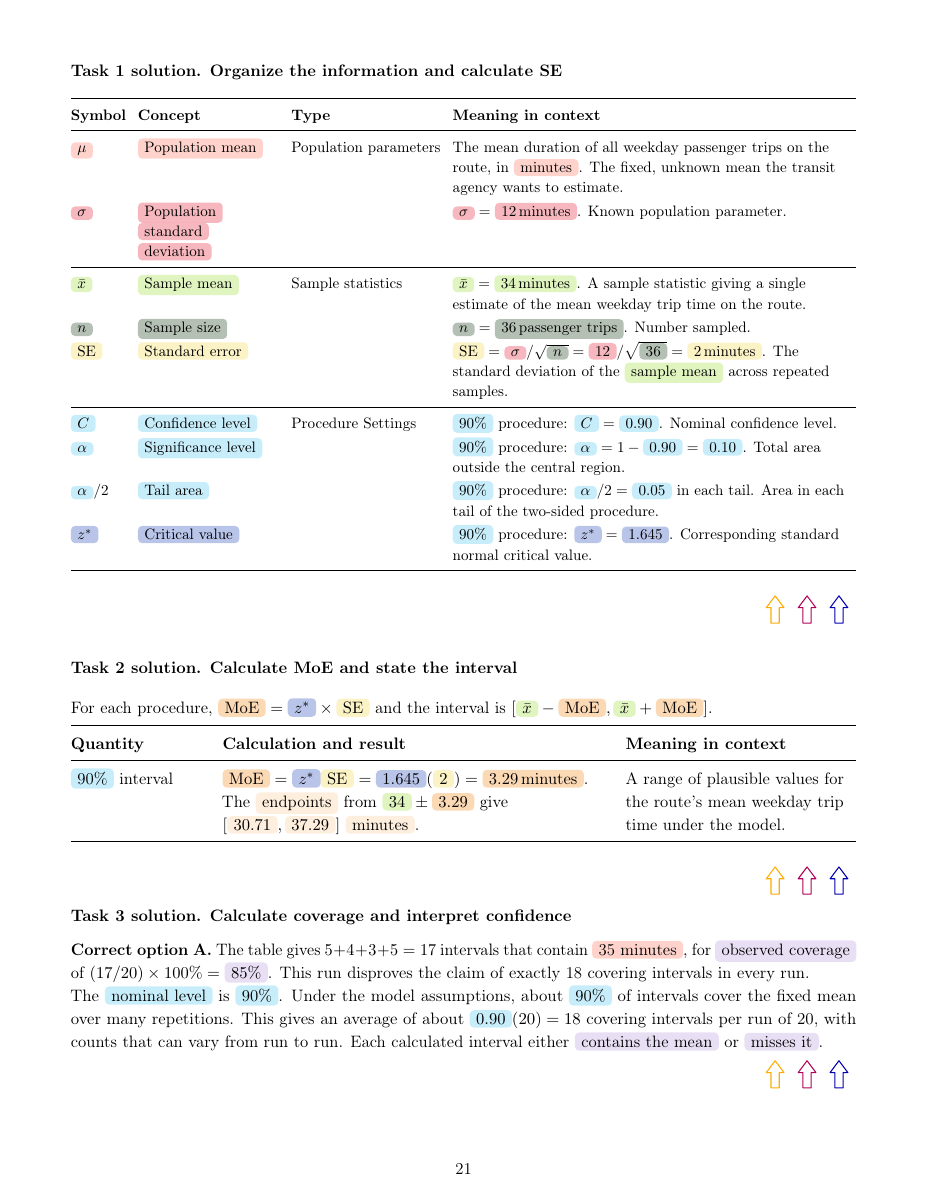 Task 1 solution. Organize the information and calculate SE
Symbol Concept Type Meaning in context
μ Population mean Population parameters The mean duration of all weekday passenger trips on the
route, in minutes. The fixed, unknown mean the transit
agency wants to estimate.
σ Population σ = 12 minutes. Known population parameter.
standard
deviation
x̄ Sample mean Sample statistics x̄ = 34 minutes. A sample statistic giving a single
estimate of the mean weekday trip time on the route.
n Sample size n = 36 passenger trips. Number sampled.
SE Standard error SE = σ/√n = 12/√36 = 2 minutes. The
standard deviation of the sample mean across repeated
samples.
C Confidence level Procedure Settings 90% procedure: C = 0.90. Nominal confidence level.
α Significance level 90% procedure: α = 1 − 0.90 = 0.10. Total area
outside the central region.
α/2 Tail area 90% procedure: α/2 = 0.05 in each tail. Area in each
tail of the two-sided procedure.
z* Critical value 90% procedure: z* = 1.645. Corresponding standard
normal critical value.
Task 2 solution. Calculate MoE and state the interval
For each procedure, MoE = z* × SE and the interval is [x̄ − MoE, x̄ + MoE].
Quantity Calculation and result Meaning in context
90% interval MoE = z* SE = 1.645(2) = 3.29 minutes. A range of plausible values for
The endpoints from 34 ± 3.29 give the route's mean weekday trip
[30.71, 37.29] minutes. time under the model.
Task 3 solution. Calculate coverage and interpret confidence
Correct option A. The table gives 5+4+3+5 = 17 intervals that contain 35 minutes, for observed coverage
of (17/20) × 100% = 85%. This run disproves the claim of exactly 18 covering intervals in every run.
The nominal level is 90%. Under the model assumptions, about 90% of intervals cover the fixed mean
over many repetitions. This gives an average of about 0.90(20) = 18 covering intervals per run of 20, with
counts that can vary from run to run. Each calculated interval either contains the mean or misses it.
21